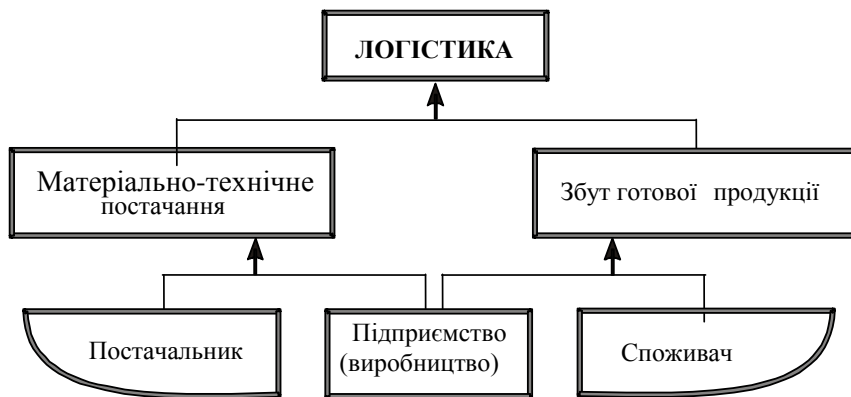 ЛОГІСТИКА
Матеріально-технічне
постачання
Збут готової продукції
Постачальник
Підприємство
(виробництво)
Споживач